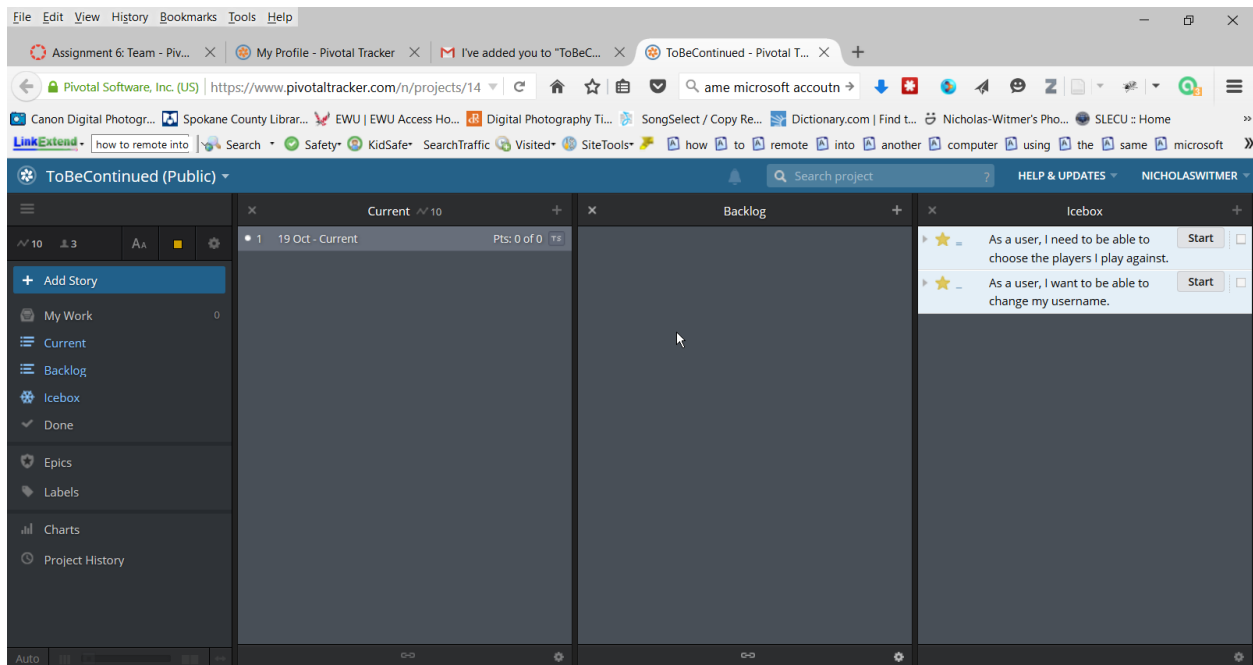 File Edit View History Bookmarks Tools Help
Assignment 6: Team - Piv... My Profile - Pivotal Tracker I've added you to "ToBeC... ToBeContinued - Pivotal T...
Pivotal Software, Inc. (US) https://www.pivotaltracker.com/n/projects/14 ame microsoft accoutn
Canon Digital Photogr... Spokane County Librar... EWU | EWU Access Ho... Digital Photography Ti... SongSelect / Copy Re... Dictionary.com | Find t... Nicholas-Witmer's Pho... SLECU :: Home
LinkExtend how to remote into Search Safety KidSafe SearchTraffic Visited SiteTools how to remote into another computer using the same microsoft
ToBeContinued (Public) Search project ? HELP & UPDATES NICHOLASWITMER
Current 10 Backlog Icebox
10 3 AA
1 19 Oct - Current Pts: 0 of 0 TS
As a user, I need to be able to Start
choose the players I play against.
As a user, I want to be able to Start
change my username.
+ Add Story
My Work 0
Current
Backlog
Icebox
Done
Epics
Labels
Charts
Project History
Auto